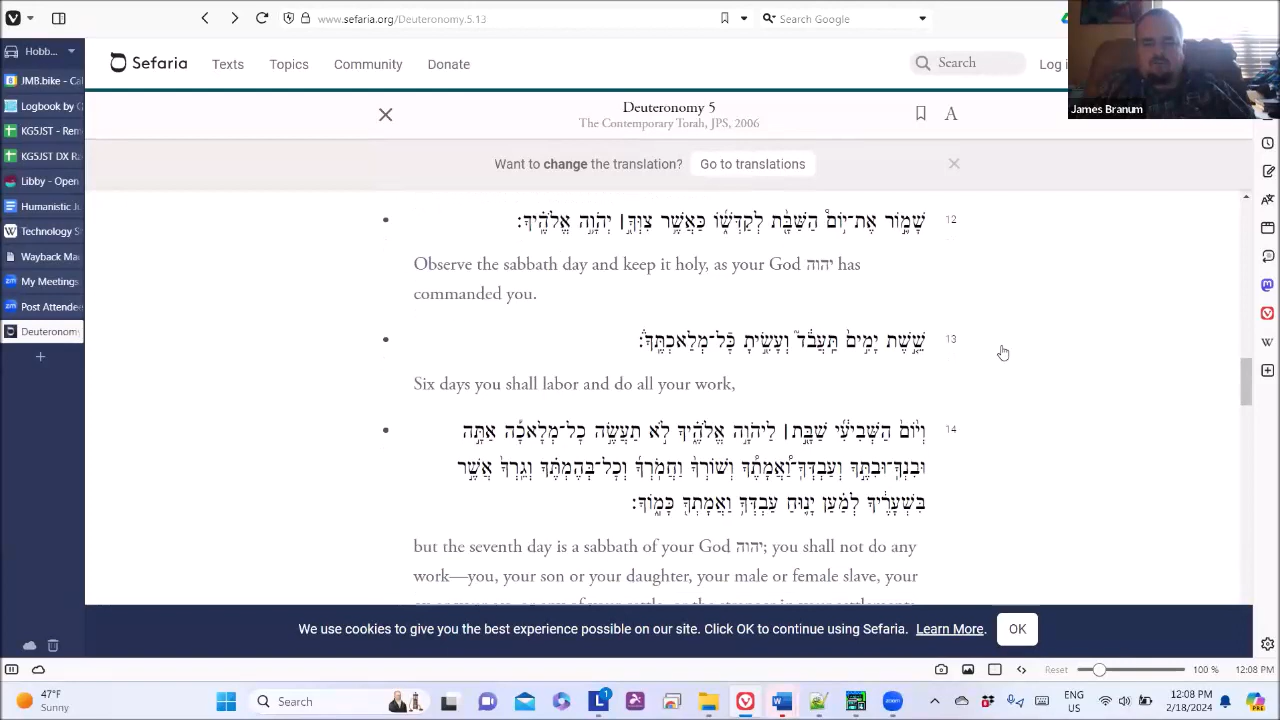 www.sefaria.org/Deuteronomy.5.13
Search Google
Hobb...
JMB.bike - Cal
Logbook by C
KG5JST - Rem
KG5JST DX Ra
Libby - Open
Humanistic Ju
Technology S
Wayback Ma
My Meetings
Post Attendee
Deuteronomy
Sefaria
Texts
Topics
Community
Donate
Search
Log i
James Branum
Deuteronomy 5
The Contemporary Torah, JPS, 2006
A
Want to change the translation?
Go to translations
12
שָׁמ֛וֹר אֶת־י֥וֹם֩ הַשַּׁבָּ֖ת לְקַדְּשׁ֑וֹ כַּאֲשֶׁ֥ר צִוְּךָ֖֣ ׀ יְהֹוָ֥ה אֱלֹהֶֽ֗יךָ׃
Observe the sabbath day and keep it holy, as your God יהוה has
commanded you.
13
שֵׁ֤֣שֶׁת יָמִ֣ים֙ תַּֽעֲבֹ֔ד֮ וְעָשִׂ֖֣יתָ כׇּֿל־מְלַאכְתֶּֽךָ֒׃
Six days you shall labor and do all your work,
14
וְי֨וֹם֙ הַשְּׁבִיעִ֔֜י שַׁבָּ֖֣ת ׀ לַיהֹוָ֖ה אֱלֹהֶ֑֗יךָ לֹ֣א תַעֲשֶׂ֣ה כׇל־מְלָאכָ֡ה אַתָּ֣ה
וּבִנְךָֽ־וּבִתֶּ֣ךָ וְעַבְדְּךָֽ־וַ֠אֲמָתֶ֠ךָ וְשׁוֹרְךָ֨ וַחֲמֹֽרְךָ֜ וְכׇל־בְּהֶמְתֶּ֗ךָ וְגֵֽרְךָ֙ אֲשֶׁ֣ר
בִּשְׁעָרֶ֔יךָ לְמַ֗עַן יָנ֛וּחַ עַבְדְּךָ֥ וַאֲמָתְךָ֖ כָּמֽ֑וֹךָ׃
but the seventh day is a sabbath of your God יהוה; you shall not do any
work—you, your son or your daughter, your male or female slave, your
We use cookies to give you the best experience possible on our site. Click OK to continue using Sefaria. Learn More.
OK
Reset
100 %
12:08 PM
47°F
Sunny
Search
1
ENG
US
12:08 PM
2/18/2024